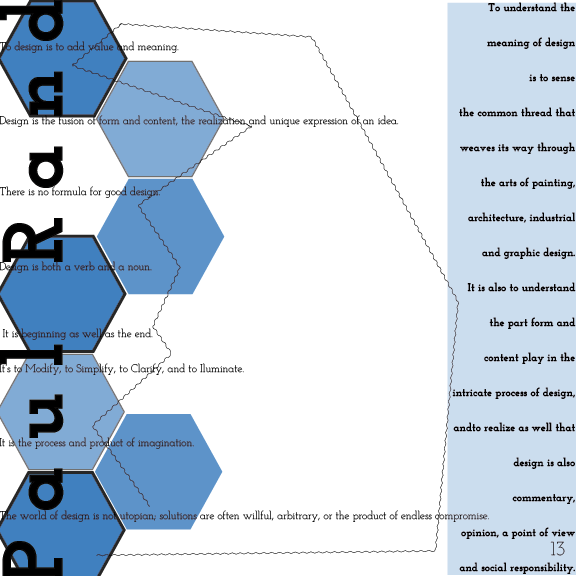 Paul Rand
To design is to add value and meaning.
Design is the fusion of form and content, the realization and unique expression of an idea.
There is no formula for good design.
Design is both a verb and a noun.
It is beginning as well as the end.
It's to Modify, to Simplify, to Clarify, and to Iluminate.
It is the process and product of imagination.
The world of design is not utopian; solutions are often willful, arbitrary, or the product of endless compromise.
To understand the
meaning of design
is to sense
the common thread that
weaves its way through
the arts of painting,
architecture, industrial
and graphic design.
It is also to understand
the part form and
content play in the
intricate process of design,
andto realize as well that
design is also
commentary,
opinion, a point of view
and social responsibility.
13